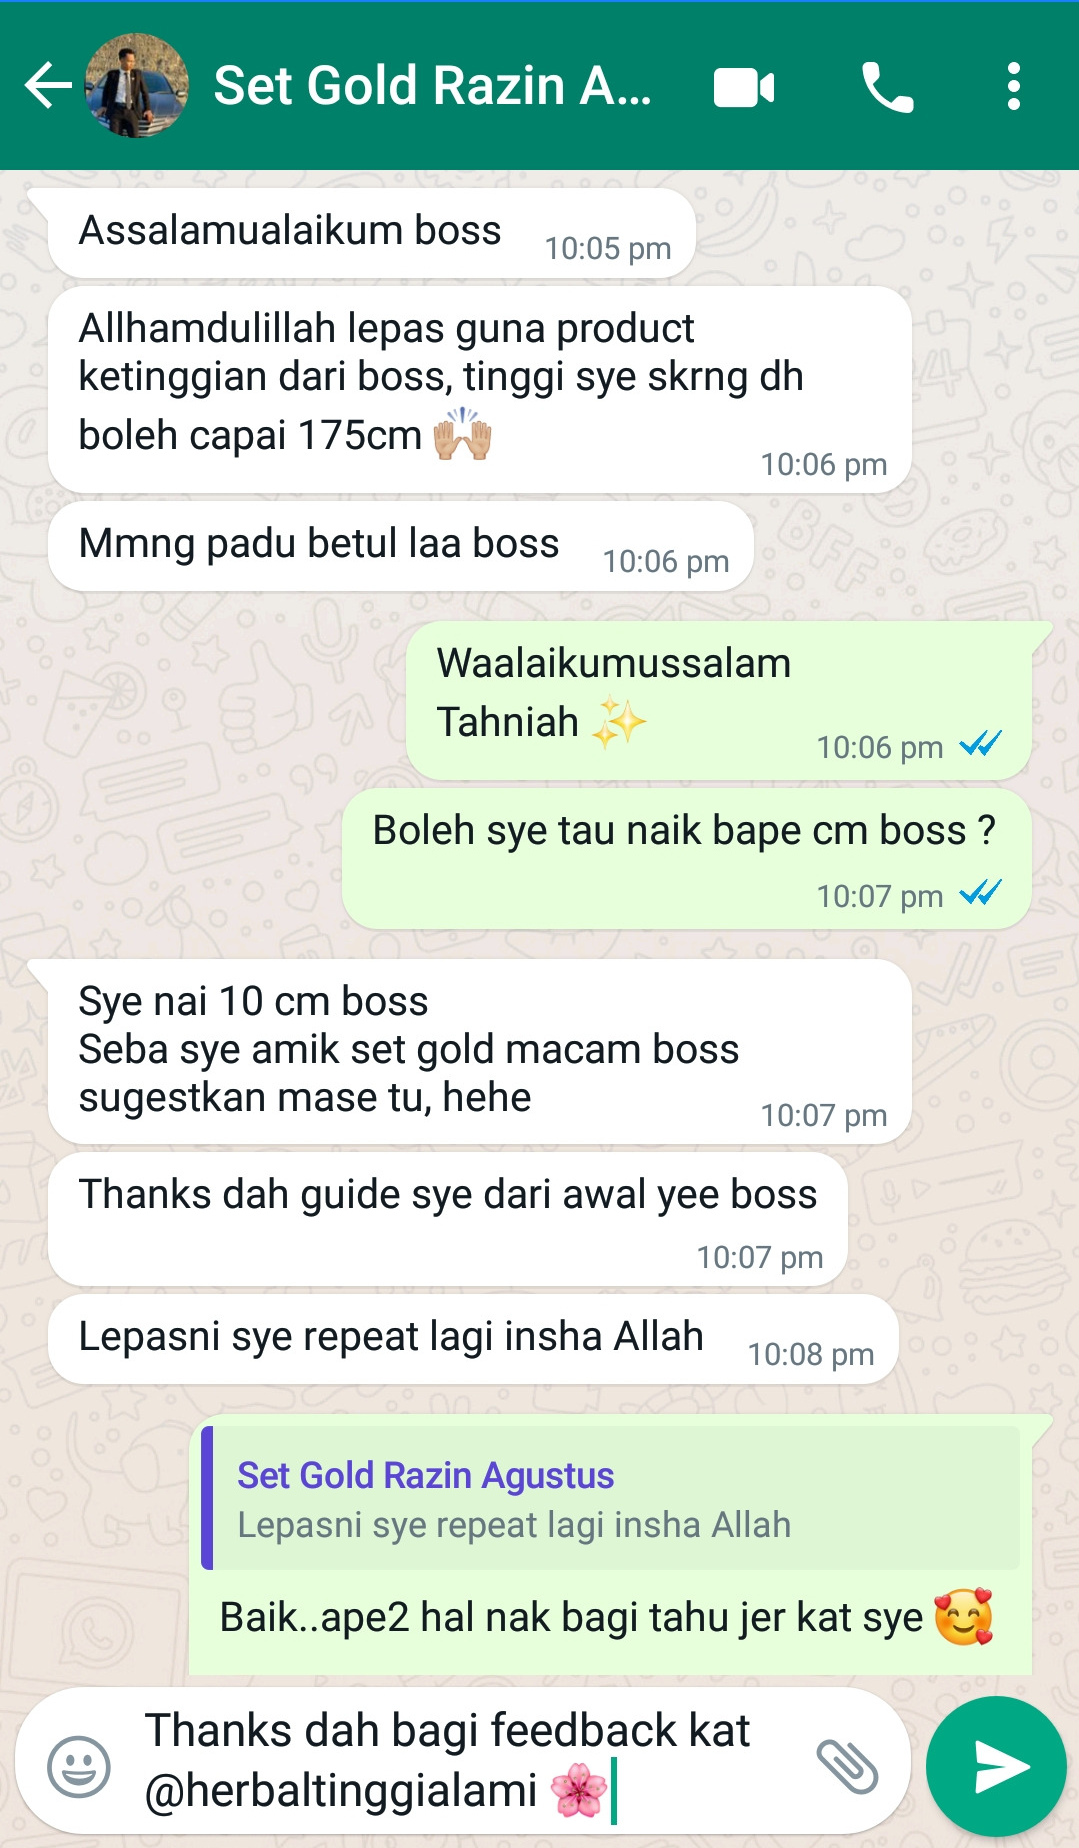 Set Gold Razin A...
Assalamualaikum boss
10:05 pm
Allhamdulillah lepas guna product
ketinggian dari boss, tinggi sye skrng dh
boleh capai 175cm 🙌🏼
10:06 pm
Mmng padu betul laa boss
10:06 pm
Waalaikumussalam
Tahniah ✨
10:06 pm
Boleh sye tau naik bape cm boss ?
10:07 pm
Sye nai 10 cm boss
Seba sye amik set gold macam boss
sugestkan mase tu, hehe
10:07 pm
Thanks dah guide sye dari awal yee boss
10:07 pm
Lepasni sye repeat lagi insha Allah
10:08 pm
Set Gold Razin Agustus
Lepasni sye repeat lagi insha Allah
Baik..ape2 hal nak bagi tahu jer kat sye 🥰
Thanks dah bagi feedback kat
@herbaltinggialami 🌸